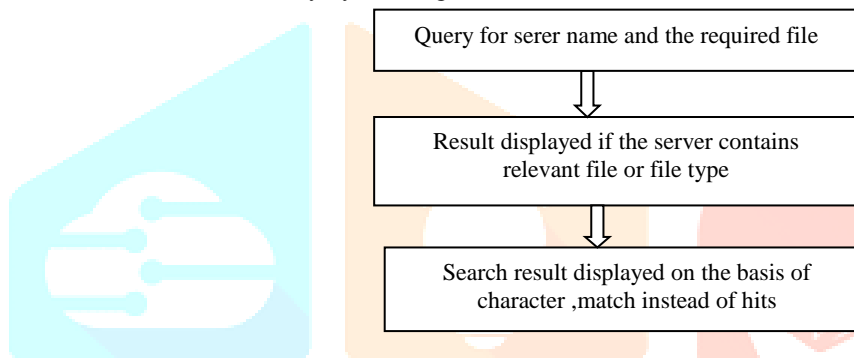 Query for serer name and the required file
Result displayed if the server contains
relevant file or file type
Search result displayed on the basis of
character ,match instead of hits